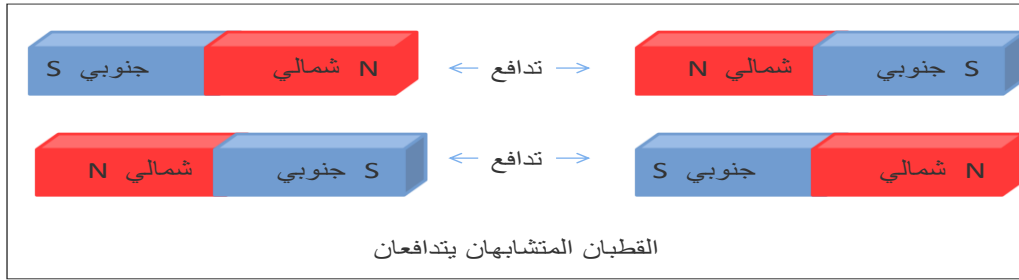 S جنوبي N شمالي تدافع N شمالي S جنوبي
N شمالي S جنوبي تدافع S جنوبي N شمالي
القطبان المتشابهان يتدافعان